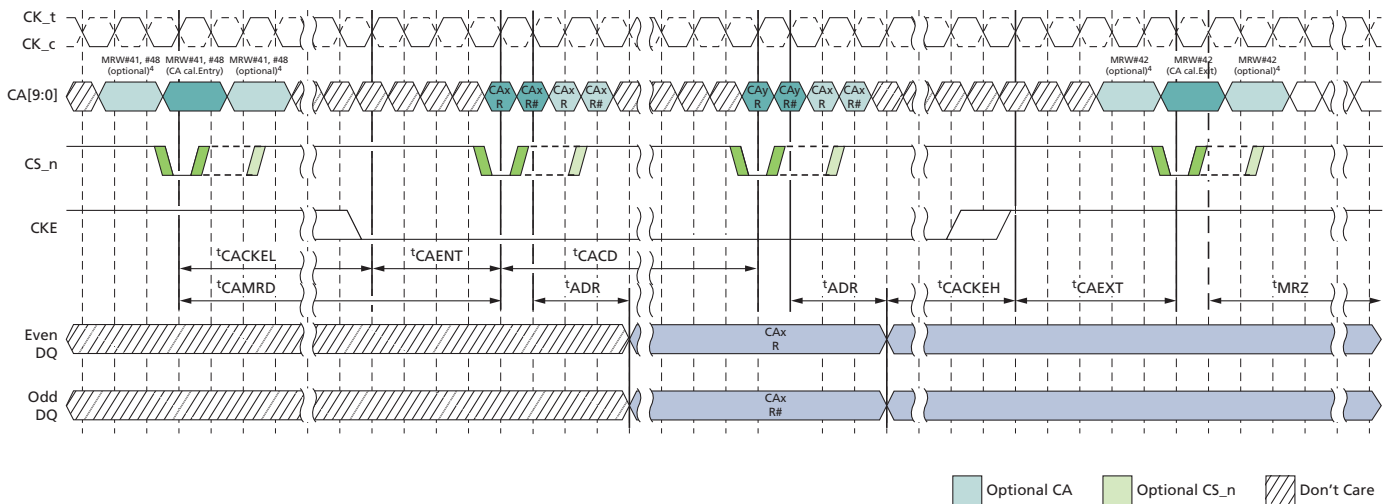 CK_t
CK_c
MRW#41, #48
(optional)4
MRW#41, #48
(CA cal.Entry)
MRW#41, #48
(optional)4
MRW#42
(optional)4
MRW#42
(CA cal.Exit)
MRW#42
(optional)4
CA[9:0]
CAx
R
CAx
R#
CAx
R
CAx
R#
CAy
R
CAy
R#
CAx
R
CAx
R#
CS_n
CKE
tCACKEL
tCAENT
tCACD
tCAMRD
tADR
tADR
tCACKEH
tCAEXT
tMRZ
Even
DQ
CAx
R
Odd
DQ
CAx
R#
Optional CA
Optional CS_n
Don't Care